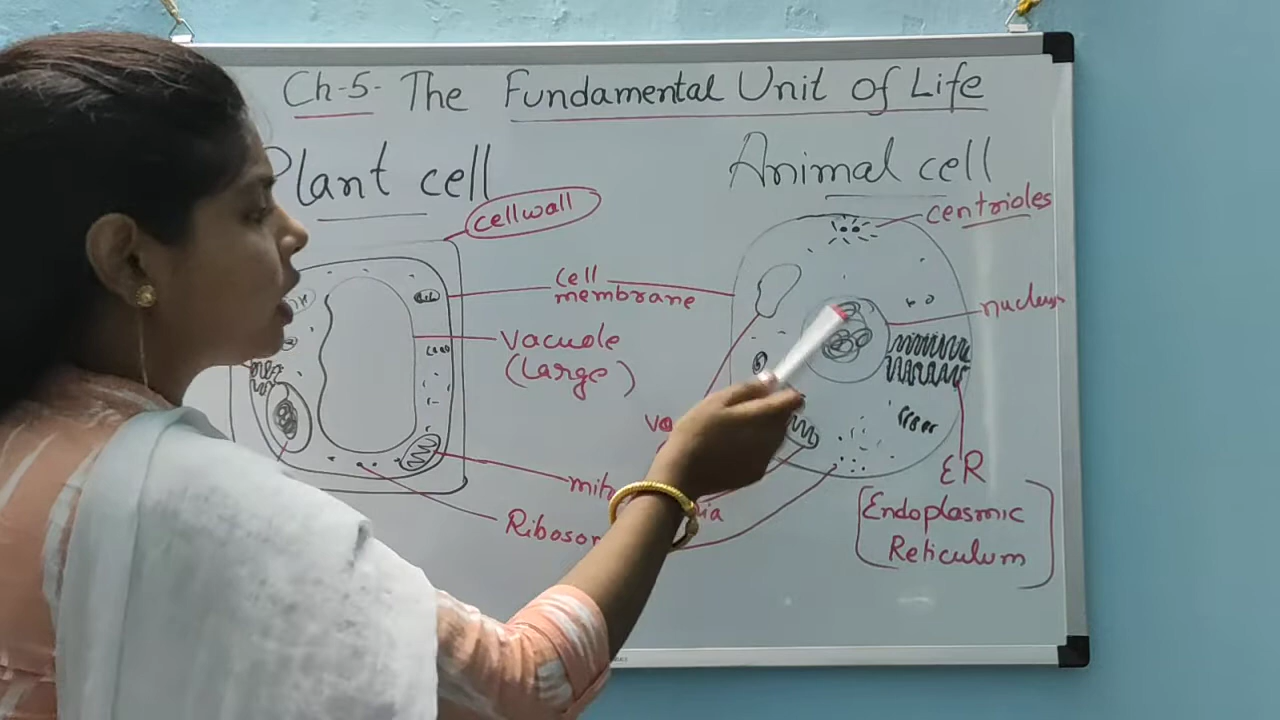 Ch-5- The Fundamental Unit of Life
Plant cell
Animal cell
cellwall
centrioles
cell
membrane
nucleus
Vacuole
(Large)
ER
[Endoplasmic
Reticulum]